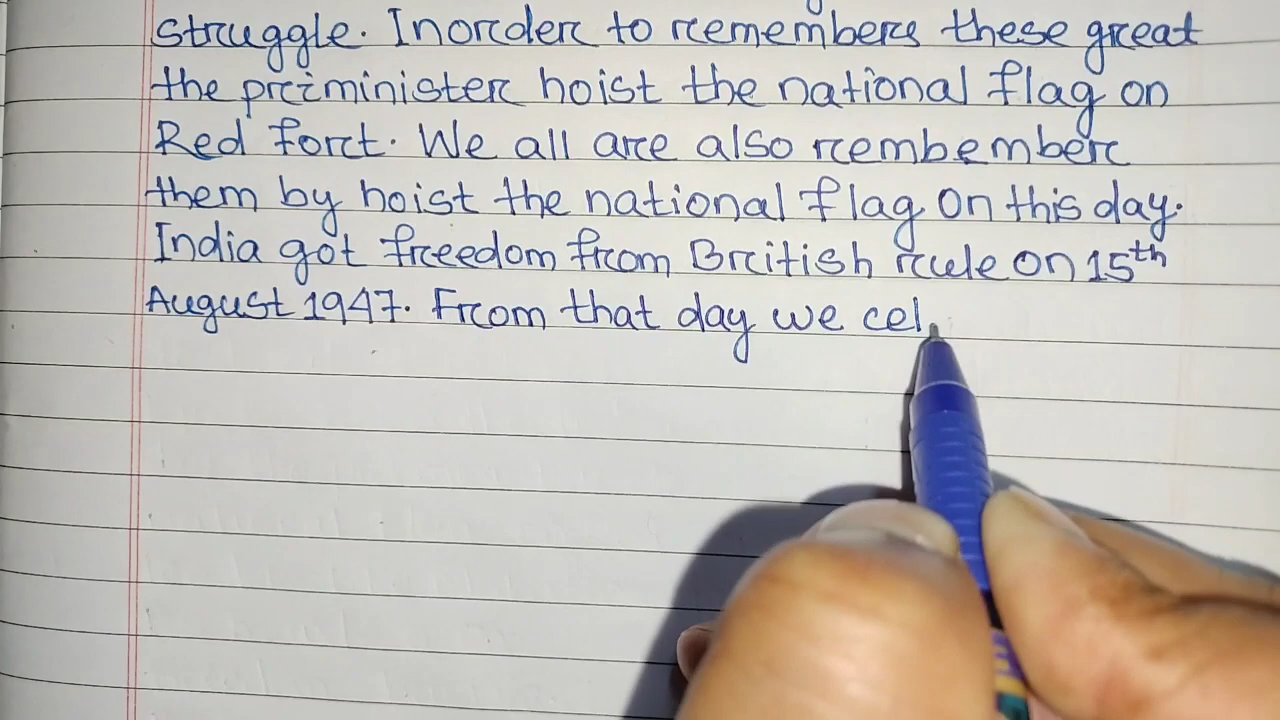 struggle. Inorder to remembers these great
the priminister hoist the national flag on
Red fort. We all are also rembember
them by hoist the national flag on this day.
India got freedom from British rule on 15th
August 1947. From that day we cel